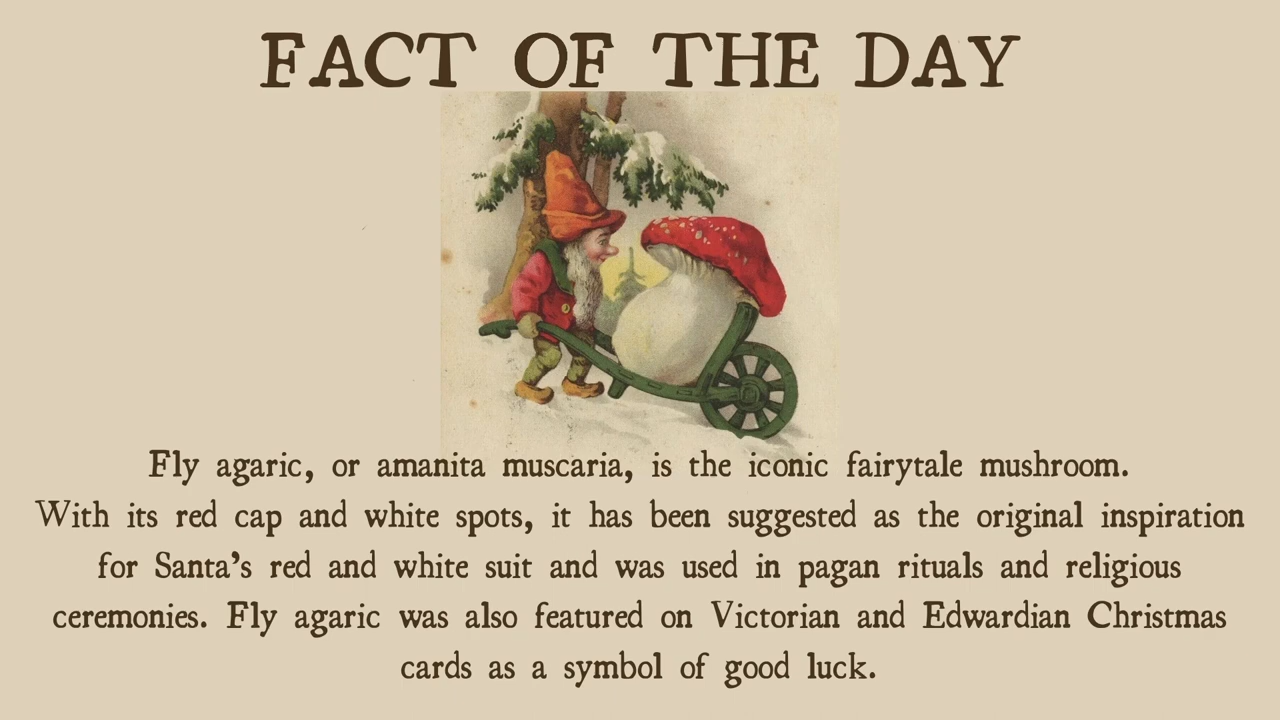 FACT OF THE DAY
Fly agaric, or amanita muscaria, is the iconic fairytale mushroom.
With its red cap and white spots, it has been suggested as the original inspiration
for Santa's red and white suit and was used in pagan rituals and religious
ceremonies. Fly agaric was also featured on Victorian and Edwardian Christmas
cards as a symbol of good luck.